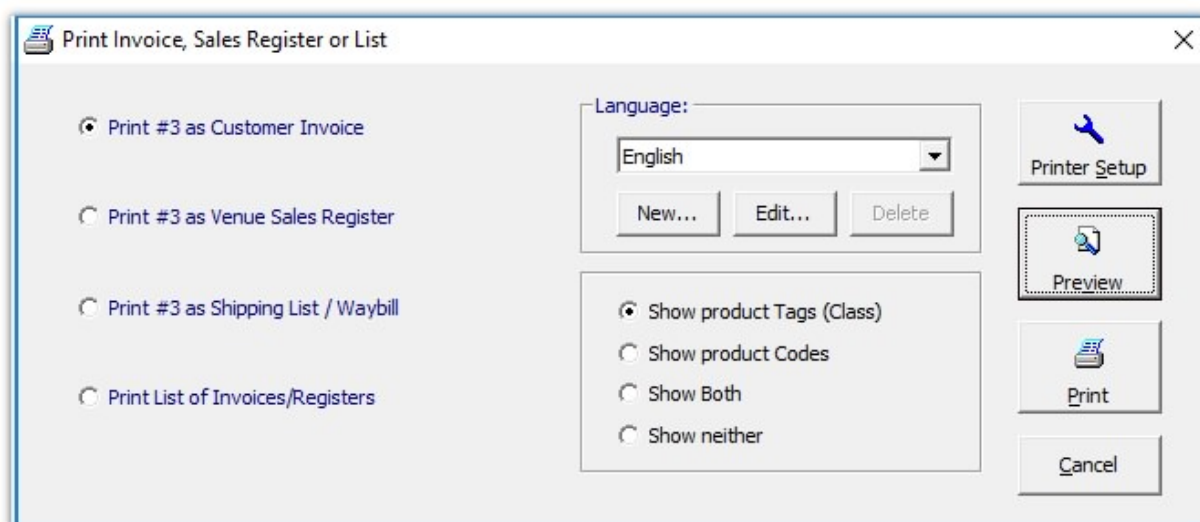 Print Invoice, Sales Register or List
Print #3 as Customer Invoice
Print #3 as Venue Sales Register
Print #3 as Shipping List / Waybill
Print List of Invoices/Registers
Language:
English
New... Edit... Delete
Show product Tags (Class)
Show product Codes
Show Both
Show neither
Printer Setup
Preview
Print
Cancel